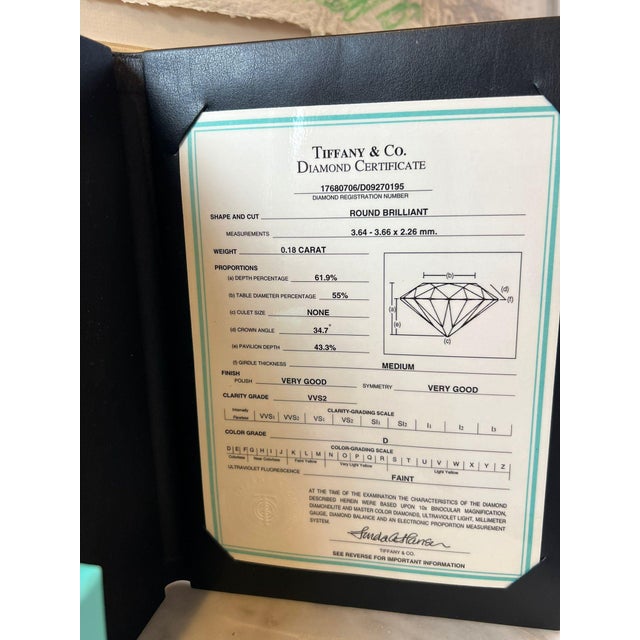 TIFFANY & CO.
DIAMOND CERTIFICATE
17680706/D09270195
DIAMOND REGISTRATION NUMBER
SHAPE AND CUT ROUND BRILLIANT
MEASUREMENTS 3.64 - 3.66 x 2.26 mm.
WEIGHT 0.18 CARAT
PROPORTIONS
(a) DEPTH PERCENTAGE 61.9%
(b) TABLE DIAMETER PERCENTAGE 55%
(c) CULET SIZE NONE
(d) CROWN ANGLE 34.7°
(e) PAVILION DEPTH 43.3%
(f) GIRDLE THICKNESS MEDIUM
(b)
(d)
(a) (f)
(e)
(c)
FINISH
POLISH VERY GOOD SYMMETRY VERY GOOD
CLARITY GRADE VVS2
CLARITY-GRADING SCALE
Internally
Flawless VVS1 VVS2 VS1 VS2 SI1 SI2 I1 I2 I3
COLOR GRADE D
COLOR-GRADING SCALE
D E F G H I J K L M N O P Q R S T U V W X Y Z
Colorless Near Colorless Faint Yellow Very Light Yellow Light Yellow
ULTRAVIOLET FLUORESCENCE FAINT
AT THE TIME OF THE EXAMINATION THE CHARACTERISTICS OF THE DIAMOND
DESCRIBED HEREIN WERE BASED UPON 10x BINOCULAR MAGNIFICATION,
DIAMONDLITE AND MASTER COLOR DIAMONDS, ULTRAVIOLET LIGHT, MILLIMETER
GAUGE, DIAMOND BALANCE AND AN ELECTRONIC PROPORTION MEASUREMENT
SYSTEM.
TIFFANY & CO.
SEE REVERSE FOR IMPORTANT INFORMATION